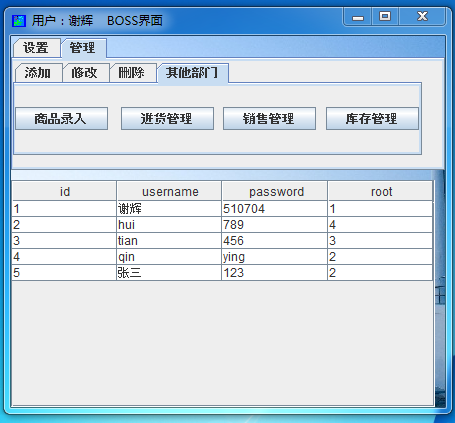 用户：谢辉 BOSS界面
设置 管理
添加 修改 删除 其他部门
商品录入 进货管理 销售管理 库存管理
id username password root
1 谢辉 510704 1
2 hui 789 4
3 tian 456 3
4 qin ying 2
5 张三 123 2